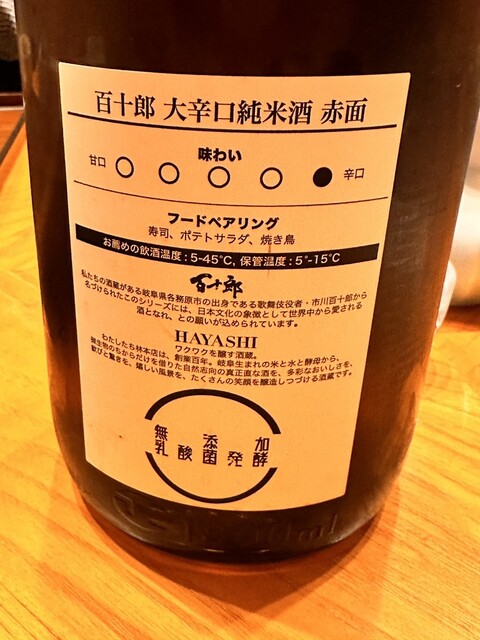 百十郎 大辛口純米酒 赤面
味わい
甘口 ○ ○ ○ ○ ● 辛口
フードペアリング
寿司、ポテトサラダ、焼き鳥
お薦めの飲酒温度:5-45℃, 保管温度:5°-15℃
百十郎
私たちの酒蔵がある岐阜県各務原市の出身である歌舞伎役者・市川百十郎から
名づけられたこのシリーズには、日本文化の象徴として世界中から愛される
酒となれ、との願いが込められています。
HAYASHI
ワクワクを醸す酒蔵。
わたしたち林本店は、創業百年。岐阜生まれの米と水と酵母から、
微生物のちからだけを借りた自然志向の真正直な酒を、多彩なおいしさを、
歓びと驚きを、嬉しい風景を、たくさんの笑顔を醸造しつづける酒蔵です。
無添加
乳酸菌発酵